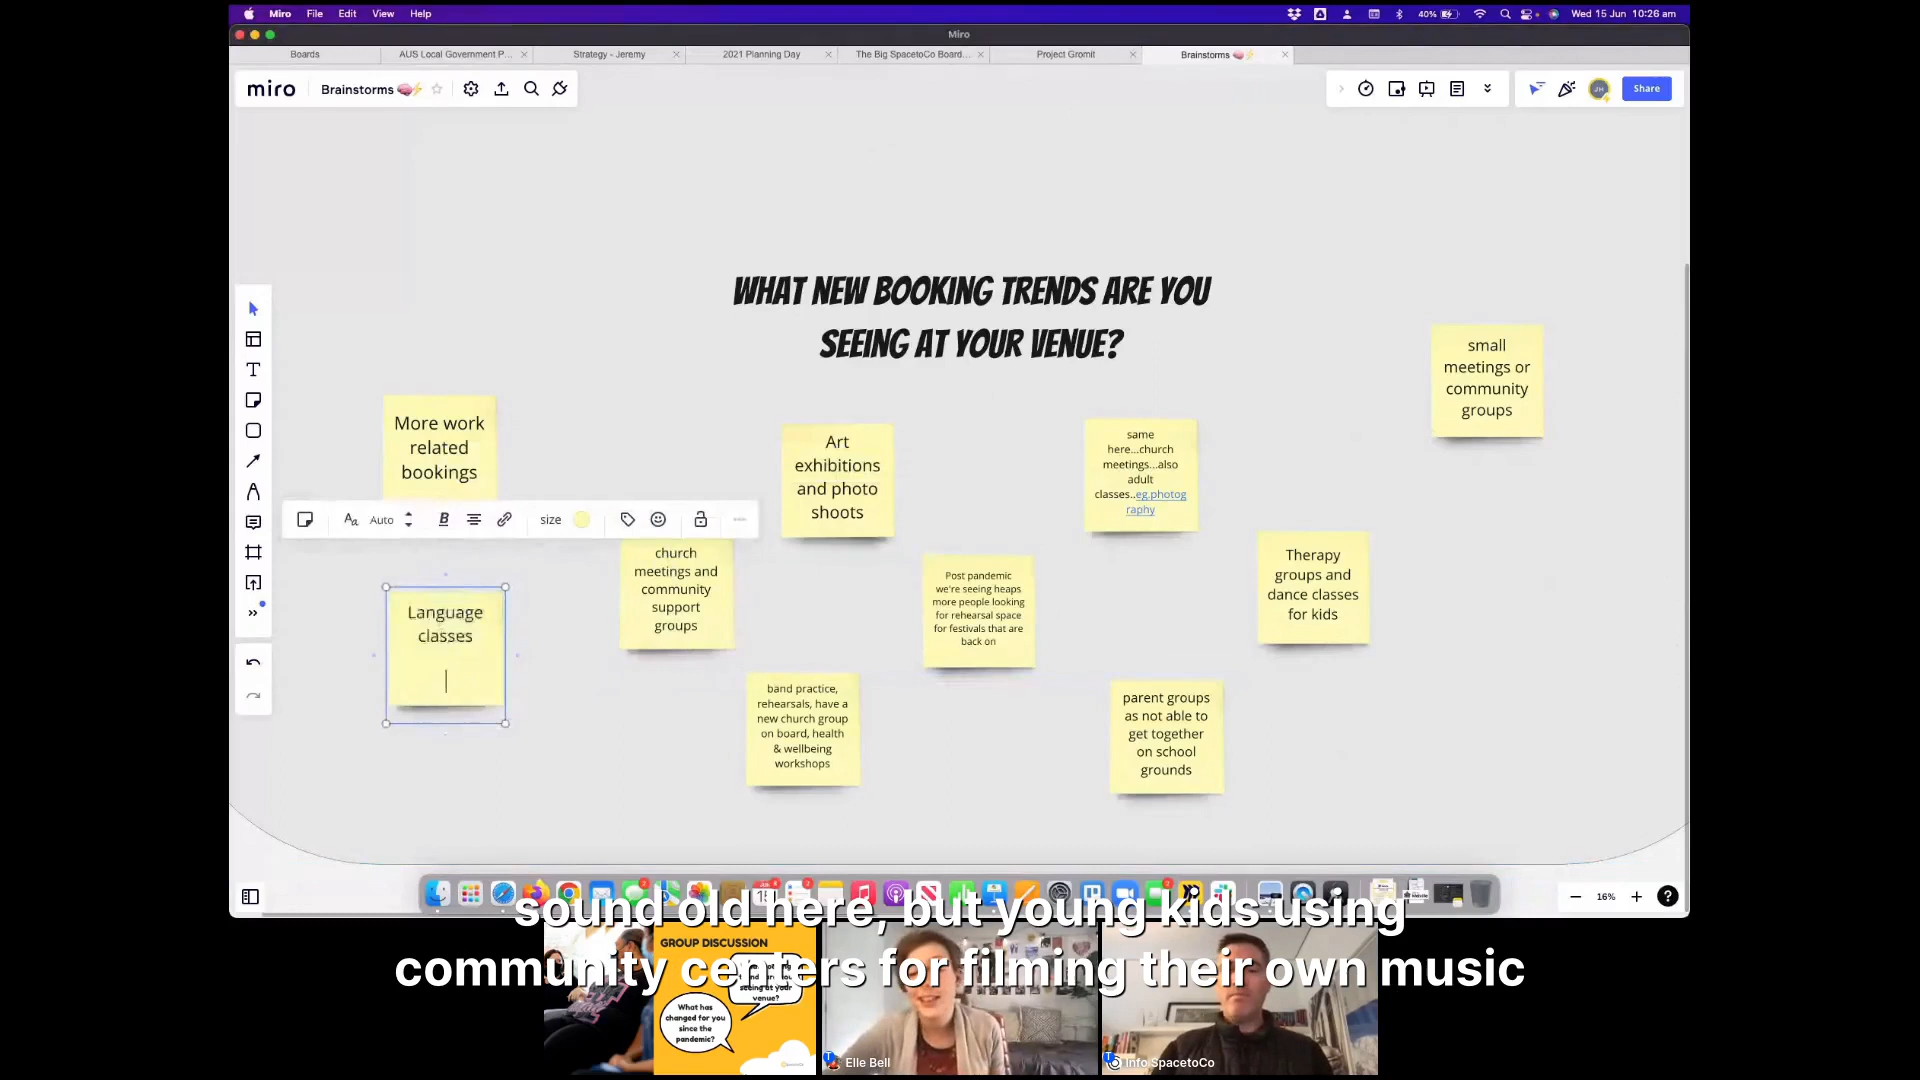 Miro File Edit View Help
40%
Wed 15 Jun 10:26 am
Miro
Boards
AUS Local Government P...
Strategy - Jeremy
2021 Planning Day
The Big SpacetoCo Board...
Project Gromit
Brainstorms 🧠⚡
miro
Brainstorms 🧠⚡
JH
Share
WHAT NEW BOOKING TRENDS ARE YOU
SEEING AT YOUR VENUE?
small
meetings or
community
groups
More work
related
bookings
Art
exhibitions
and photo
shoots
same
here...church
meetings...also
adult
classes..eg.photog
raphy
Auto
B
size
church
meetings and
community
support
groups
Post pandemic
we're seeing heaps
more people looking
for rehearsal space
for festivals that are
back on
Therapy
groups and
dance classes
for kids
Language
classes
band practice,
rehearsals, have a
new church group
on board, health
& wellbeing
workshops
parent groups
as not able to
get together
on school
grounds
16%
sound old here, but young kids using
community centers for filming their own music
GROUP DISCUSSION
seeing at your
venue?
What has
changed for you
since the
pandemic?
Elle Bell
Info SpacetoCo